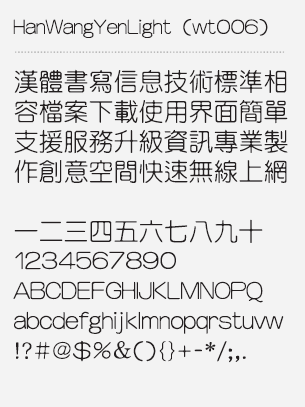 HanWangYenLight (wt006)
漢體書寫信息技術標準相
容檔案下載使用界面簡單
支援服務升級資訊專業製
作創意空間快速無線上網
一二三四五六七八九十
1234567890
ABCDEFGHIJKLMNOPQ
abcdefghijklmnopqrstuvw
!?#@$%&(){}+-*/;,.